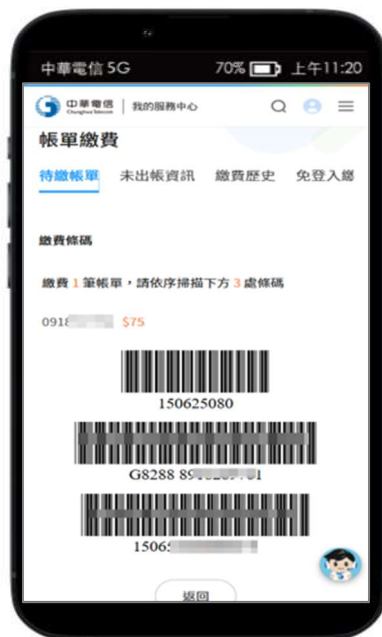 中華電信 5G 70% 上午11:20
中華電信 | 我的服務中心
Chunghwa Telecom
帳單繳費
待繳帳單 未出帳資訊 繳費歷史 免登入繳
繳費條碼
繳費 1 筆帳單，請依序掃描下方 3 處條碼
0918 $75
150625080
G8288 89
1506
返回